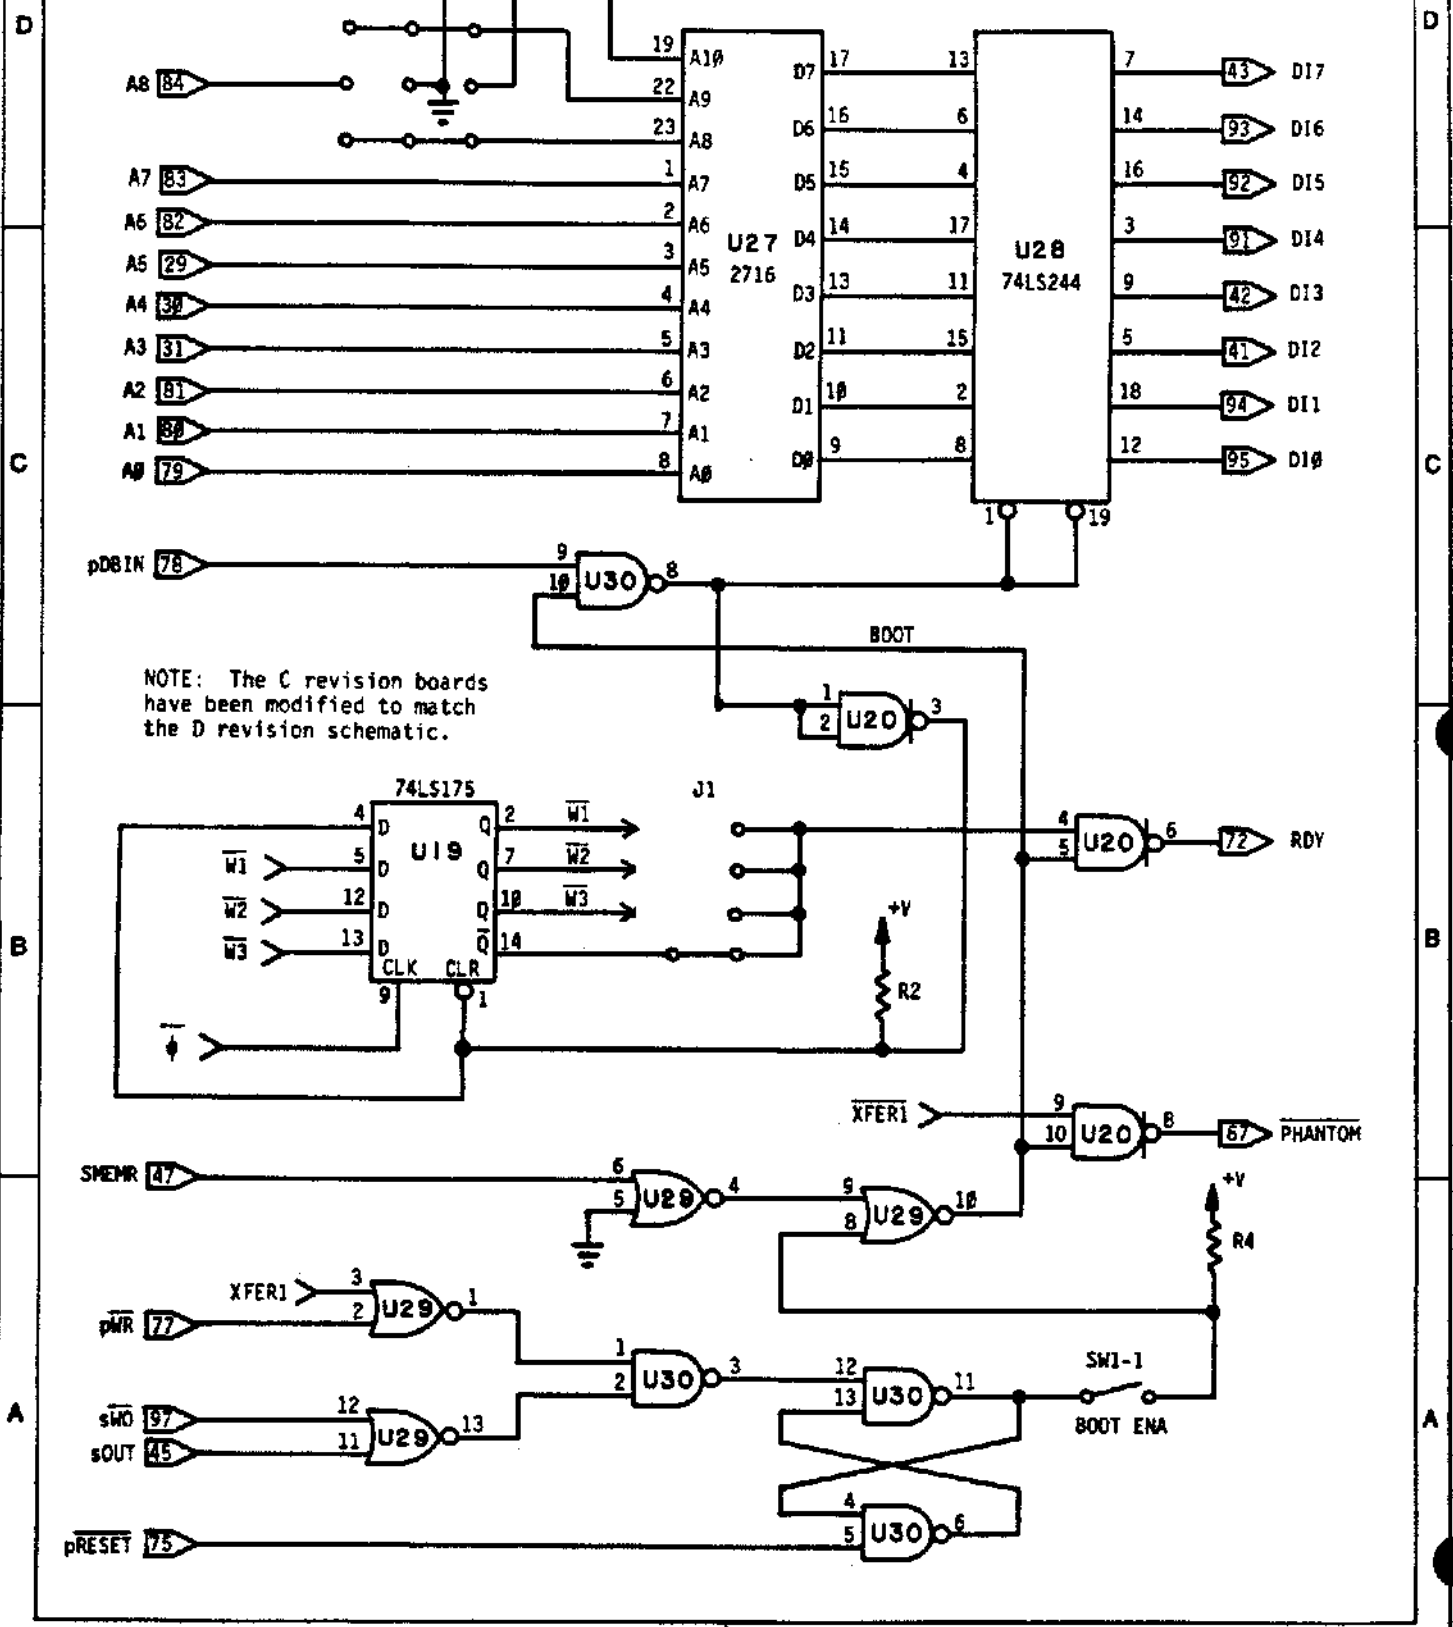 D
D
A8 84
19 A10
22 A9
23 A8
A7 83 1 A7
A6 82 2 A6
A5 29 3 A5
A4 30 4 A4
A3 31 5 A3
A2 81 6 A2
A1 80 7 A1
A0 79 8 A0
U27
2716
D7 17 13
D6 16 6
D5 15 4
D4 14 17
D3 13 11
D2 11 15
D1 10 2
D0 9 8
U28
74LS244
7 43 DI7
14 93 DI6
16 92 DI5
3 91 DI4
9 42 DI3
5 41 DI2
18 94 DI1
12 95 DI0
1 19
C
C
pDBIN 78
9
10
U30
8
BOOT
NOTE: The C revision boards
have been modified to match
the D revision schematic.
1
2
U20
3
74LS175
U19
4 D Q 2 W1
W1 5 D Q 7 W2
W2 12 D Q 10 W3
W3 13 D Q 14
CLK CLR
9 1
ϕ
J1
4
5
U20
6
72 RDY
+V
R2
B
B
XFER1
9
10
U20
8
67 PHANTOM
SMEMR 47
6
5
U29
4
9
8
U29
10
+V
R4
XFER1
3
pWR 77
2
U29
1
1
2
U30
3
sWO 97
12
sOUT 45
11
U29
13
12
13
U30
11
SW1-1
BOOT ENA
A
A
pRESET 75
4
5
U30
6